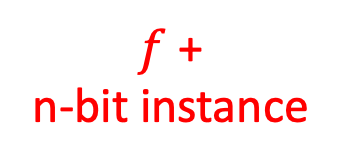 f +
n-bit instance